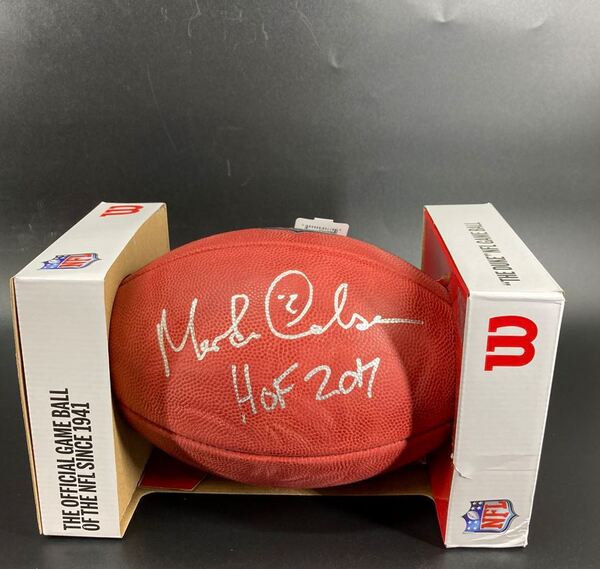 W
NFL
THE OFFICIAL GAME BALL
OF THE NFL SINCE 1941
HOF 2017
"THE DUKE" NFL GAME BALL
W
NFL